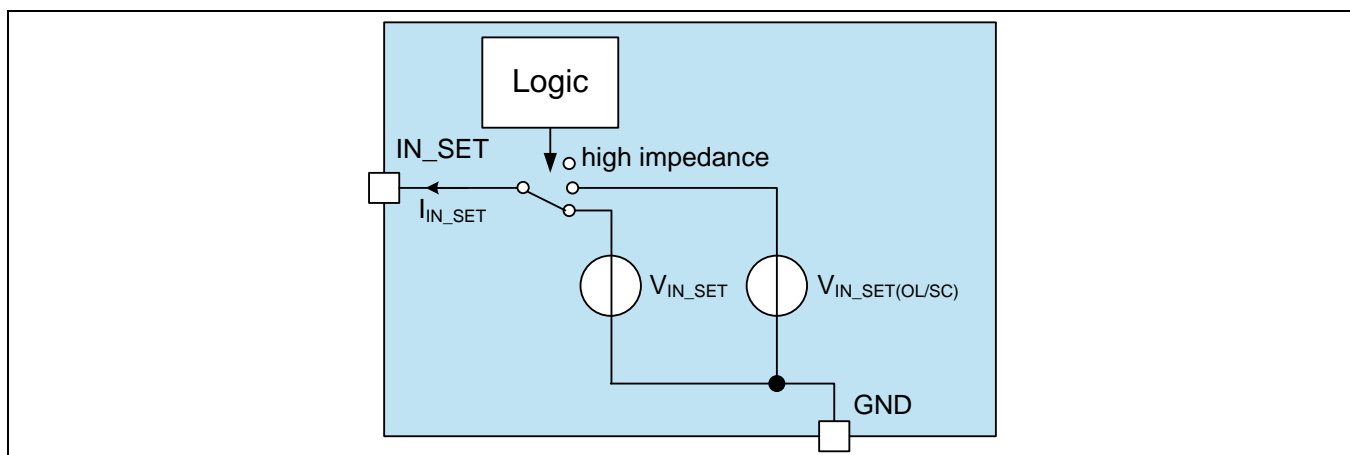 Logic
IN_SET
high impedance
I_IN_SET
V_IN_SET
V_IN_SET(OL/SC)
GND